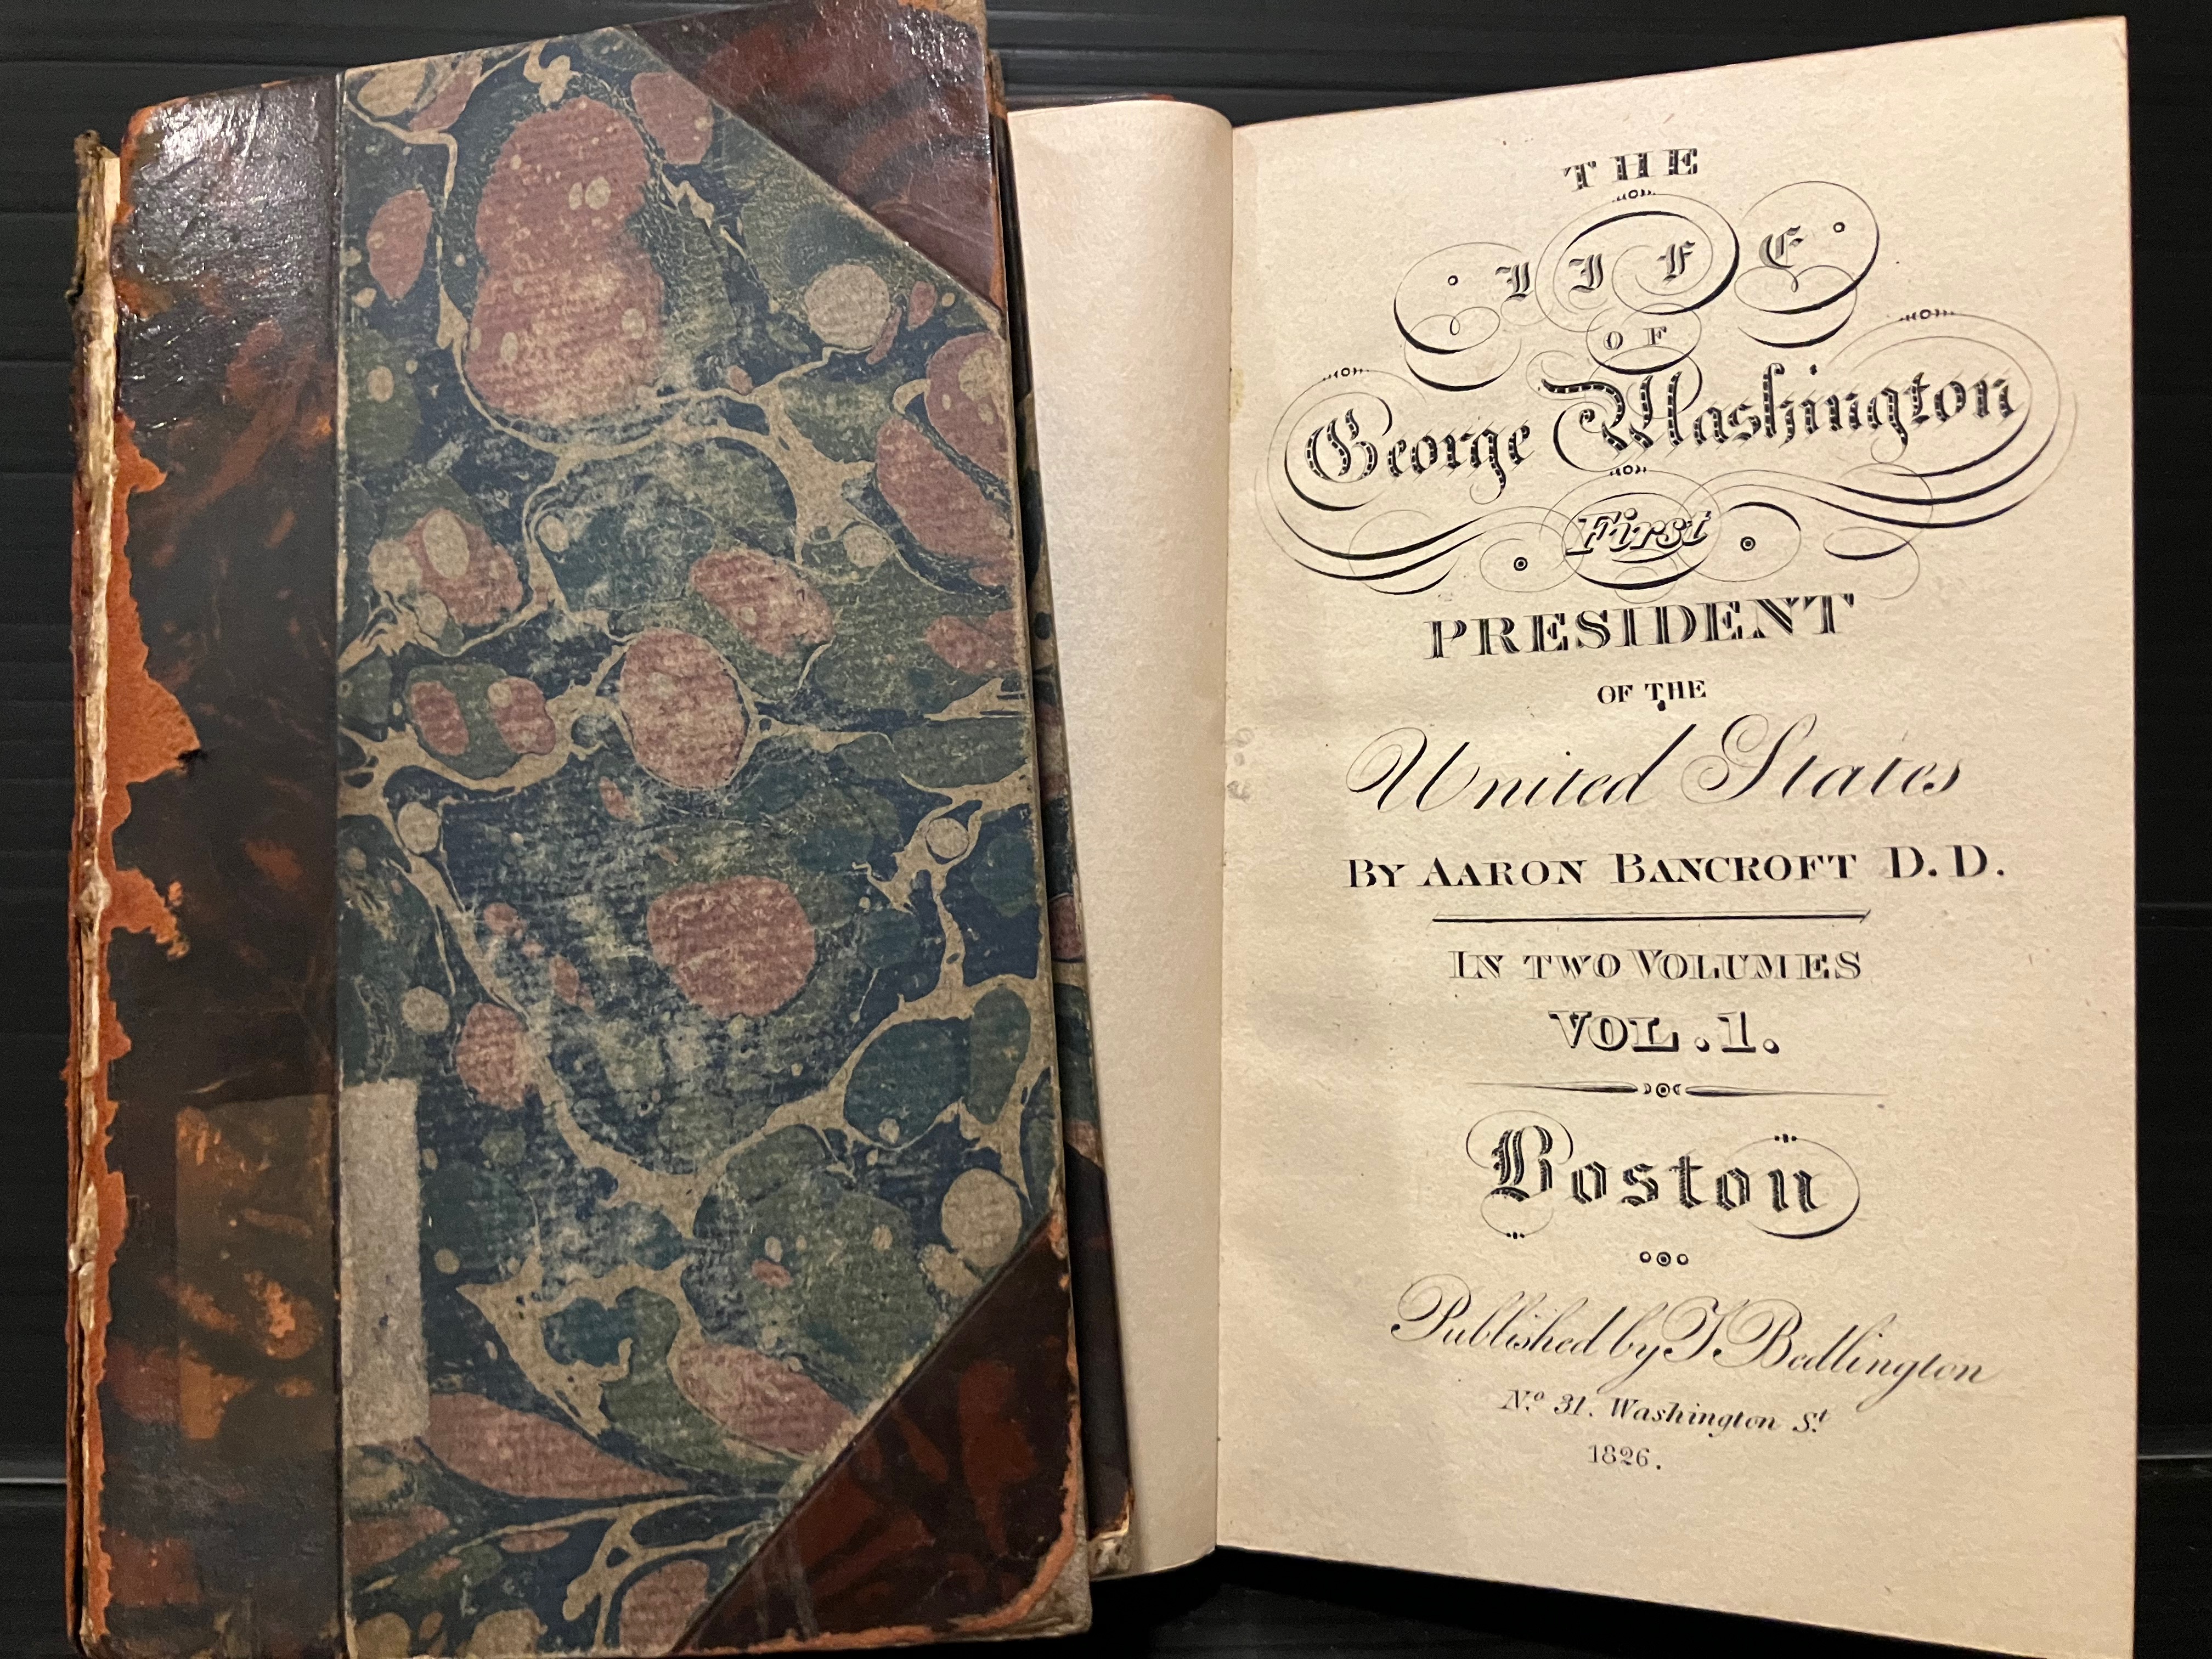 THE
LIFE
OF
George Washington
First
PRESIDENT
OF THE
United States
BY AARON BANCROFT D.D.
IN TWO VOLUMES
VOL.1.
Boston
Published by T Bedlington
No. 31. Washington St.
1826.